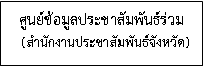 ศูนย์ข้อมูลประชาสัมพันธ์ร่วม
(สำนักงานประชาสัมพันธ์จังหวัด)